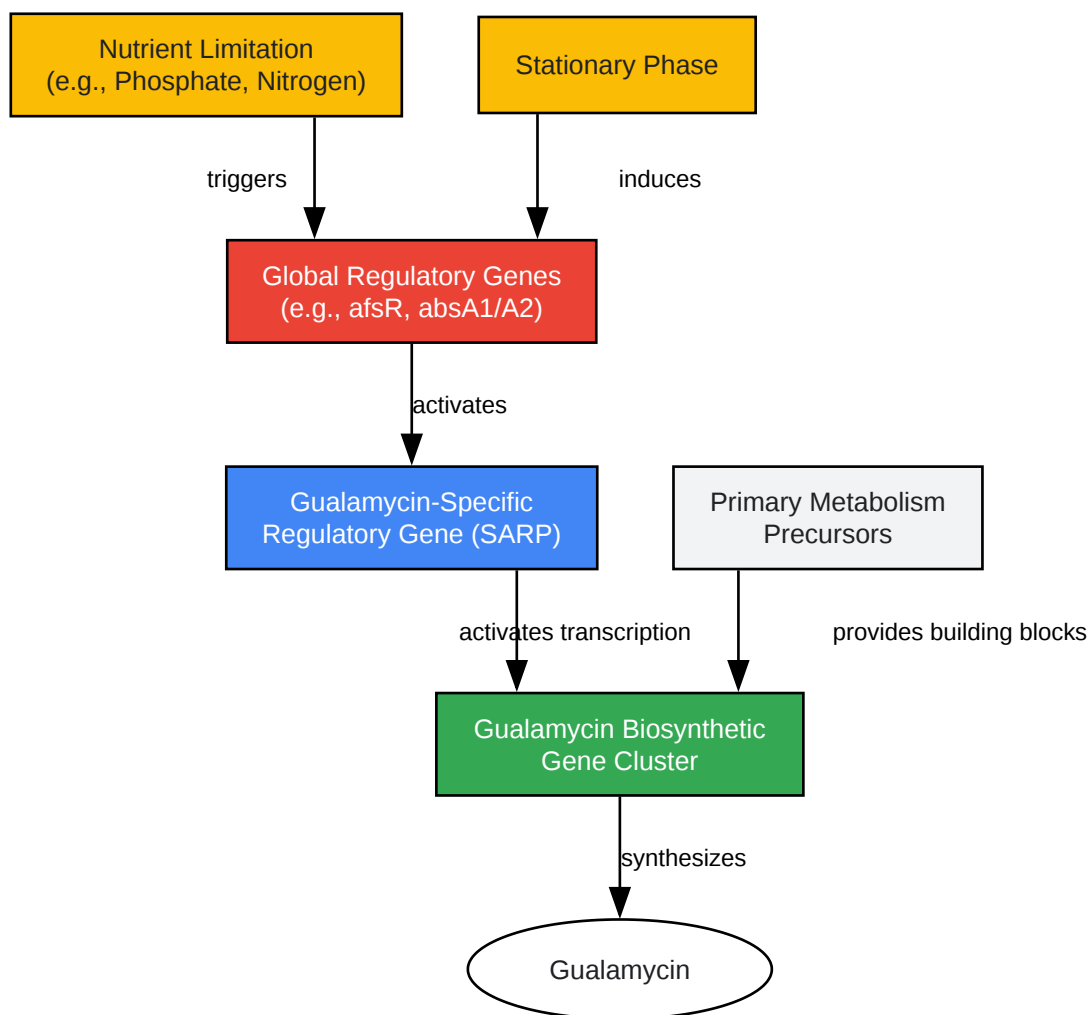 Nutrient Limitation
(e.g., Phosphate, Nitrogen)
Stationary Phase
triggers
induces
Global Regulatory Genes
(e.g., afsR, absA1/A2)
activates
Gualamycin-Specific
Regulatory Gene (SARP)
Primary Metabolism
Precursors
activates transcription
provides building blocks
Gualamycin Biosynthetic
Gene Cluster
synthesizes
Gualamycin